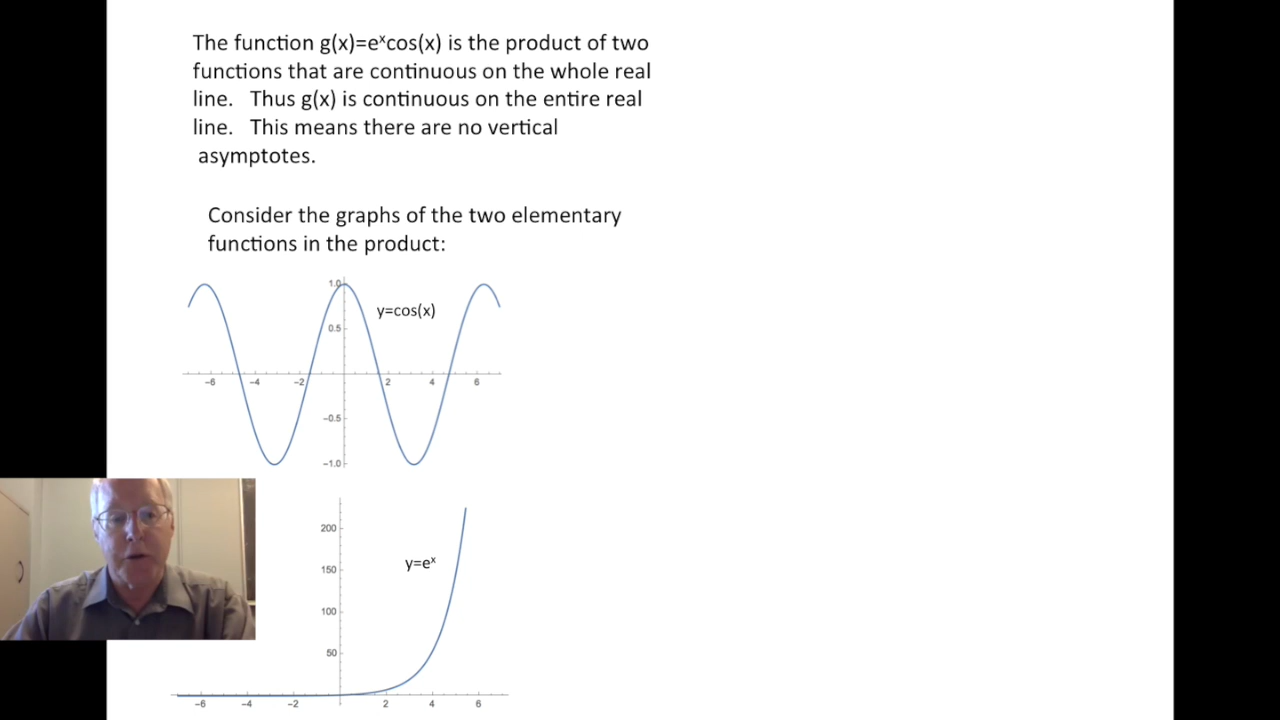 The function g(x)=eˣcos(x) is the product of two
functions that are continuous on the whole real
line. Thus g(x) is continuous on the entire real
line. This means there are no vertical
asymptotes.
Consider the graphs of the two elementary
functions in the product:
1.0
y=cos(x)
0.5
−6 −4 −2 2 4 6
−0.5
−1.0
200
y=eˣ
150
100
50
−6 −4 −2 2 4 6